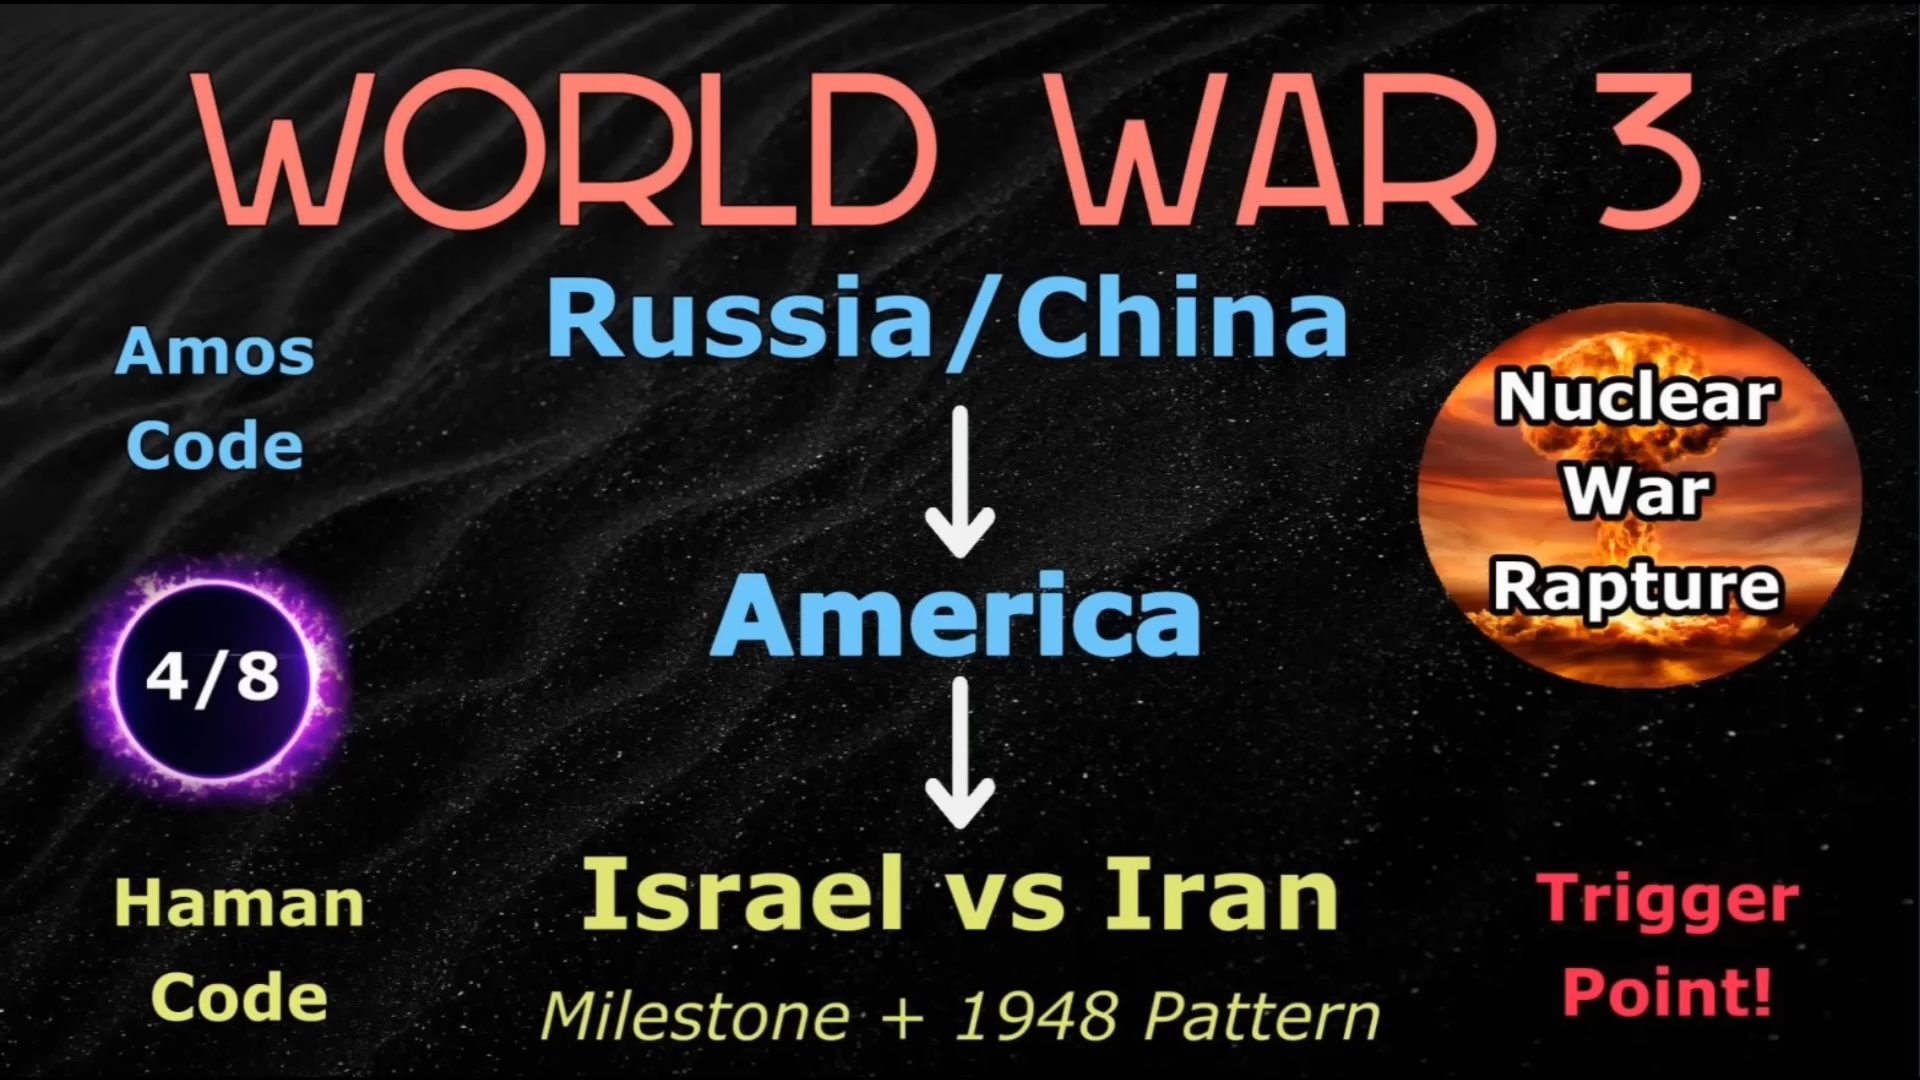 WORLD WAR 3
Russia/China
Amos
Code
Nuclear
War
Rapture
America
4/8
Israel vs Iran
Haman
Code
Trigger
Point!
Milestone + 1948 Pattern